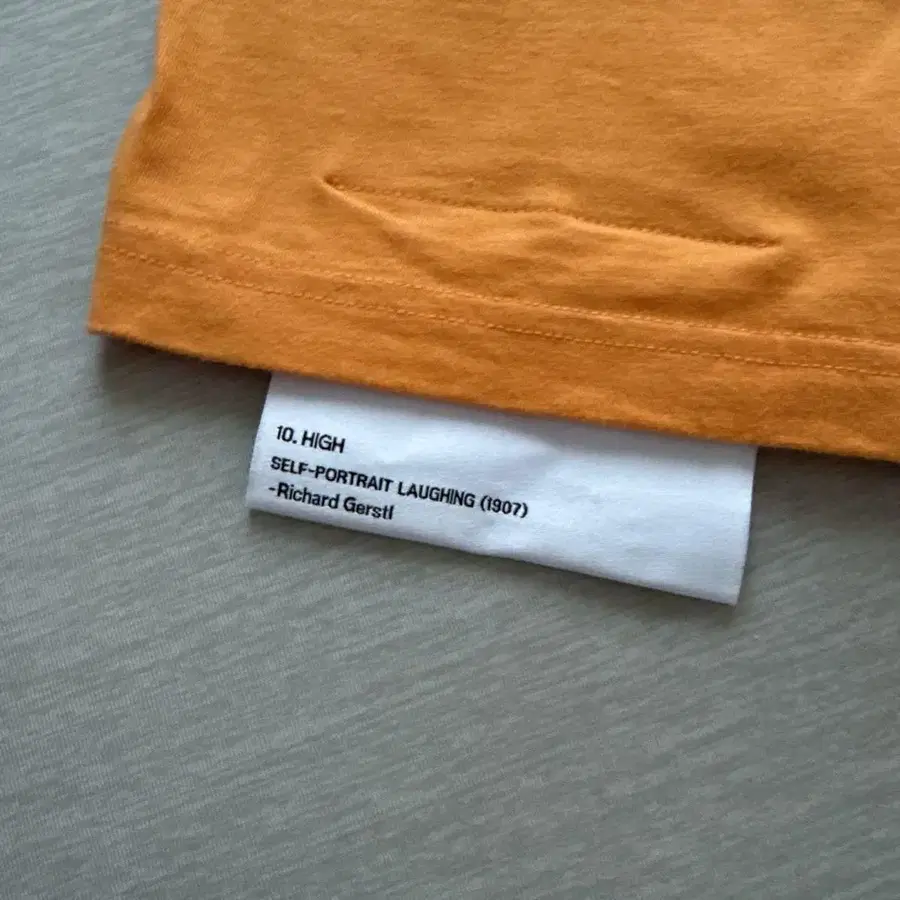 10. HIGH
SELF-PORTRAIT LAUGHING (1907)
-Richard Gerstl